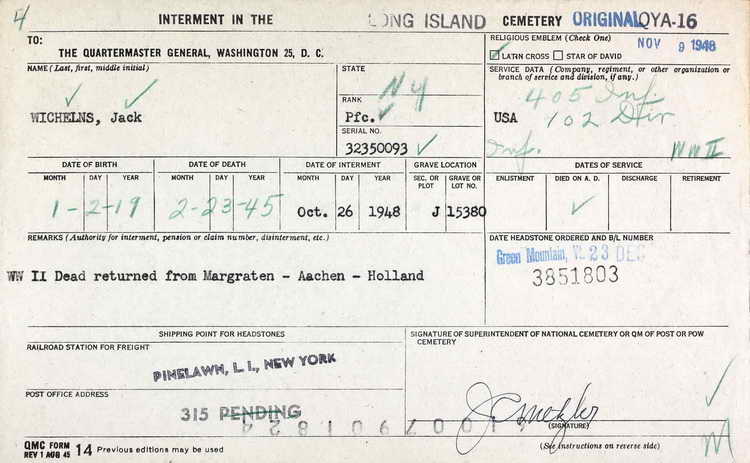 4
INTERMENT IN THE LONG ISLAND CEMETERY ORIGINAL QYA-16
TO:
THE QUARTERMASTER GENERAL, WASHINGTON 25, D. C.
RELIGIOUS EMBLEM (Check One)
NOV 9 1948
LATIN CROSS STAR OF DAVID
NAME (Last, first, middle initial)
WICHELNS, Jack
STATE
NY
RANK
Pfc.
SERIAL NO.
32350093
SERVICE DATA (Company, regiment, or other organization or
branch of service and division, if any.)
405 Inf.
USA 102 Div
Inf. WW II
DATE OF BIRTH DATE OF DEATH DATE OF INTERMENT GRAVE LOCATION DATES OF SERVICE
MONTH DAY YEAR MONTH DAY YEAR MONTH DAY YEAR SEC. OR PLOT GRAVE OR LOT NO. ENLISTMENT DIED ON A. D. DISCHARGE RETIREMENT
1-2-19 2-23-45 Oct. 26 1948 J 15380
REMARKS (Authority for interment, pension or claim number, disinterment, etc.)
WW II Dead returned from Margraten - Aachen - Holland
DATE HEADSTONE ORDERED AND B/L NUMBER
Green Mountain, 23 DEC
3851803
SHIPPING POINT FOR HEADSTONES
RAILROAD STATION FOR FREIGHT
PINELAWN, L. I., NEW YORK
POST OFFICE ADDRESS
315 PENDING
SIGNATURE OF SUPERINTENDENT OF NATIONAL CEMETERY OR QM OF POST OR POW
CEMETERY
(SIGNATURE)
(See instructions on reverse side)
M
QMC FORM
REV 1 AUG 45 14 Previous editions may be used